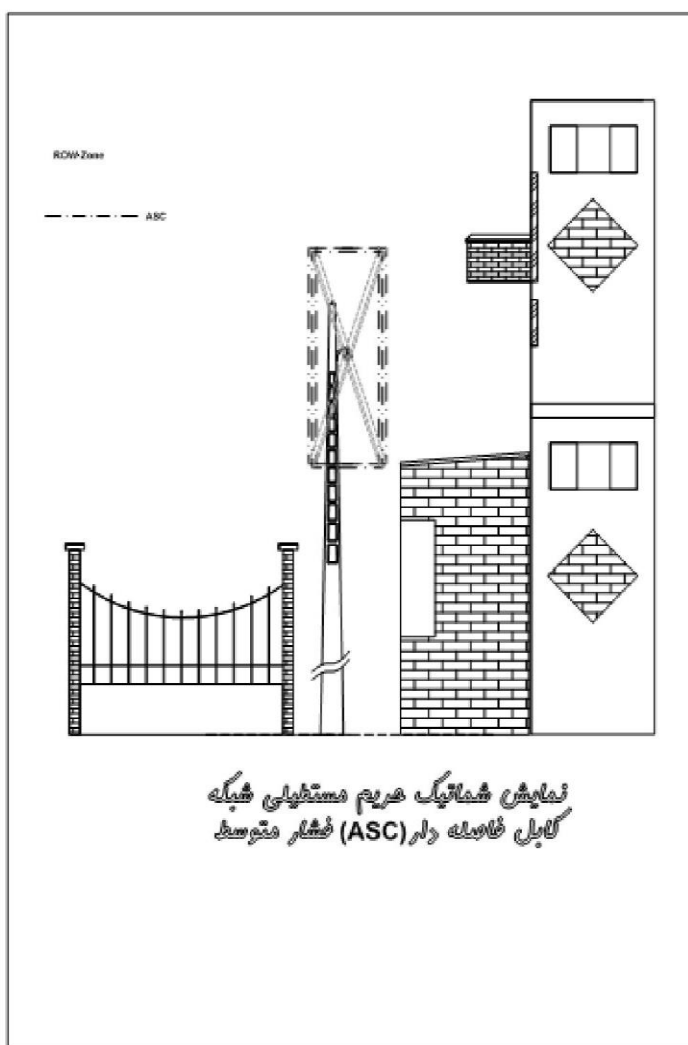 ROW-Zone
ASC
نمایش شماتیک حریم مستطیلی شبکه
کابل فاصله دار (ASC) فشار متوسط